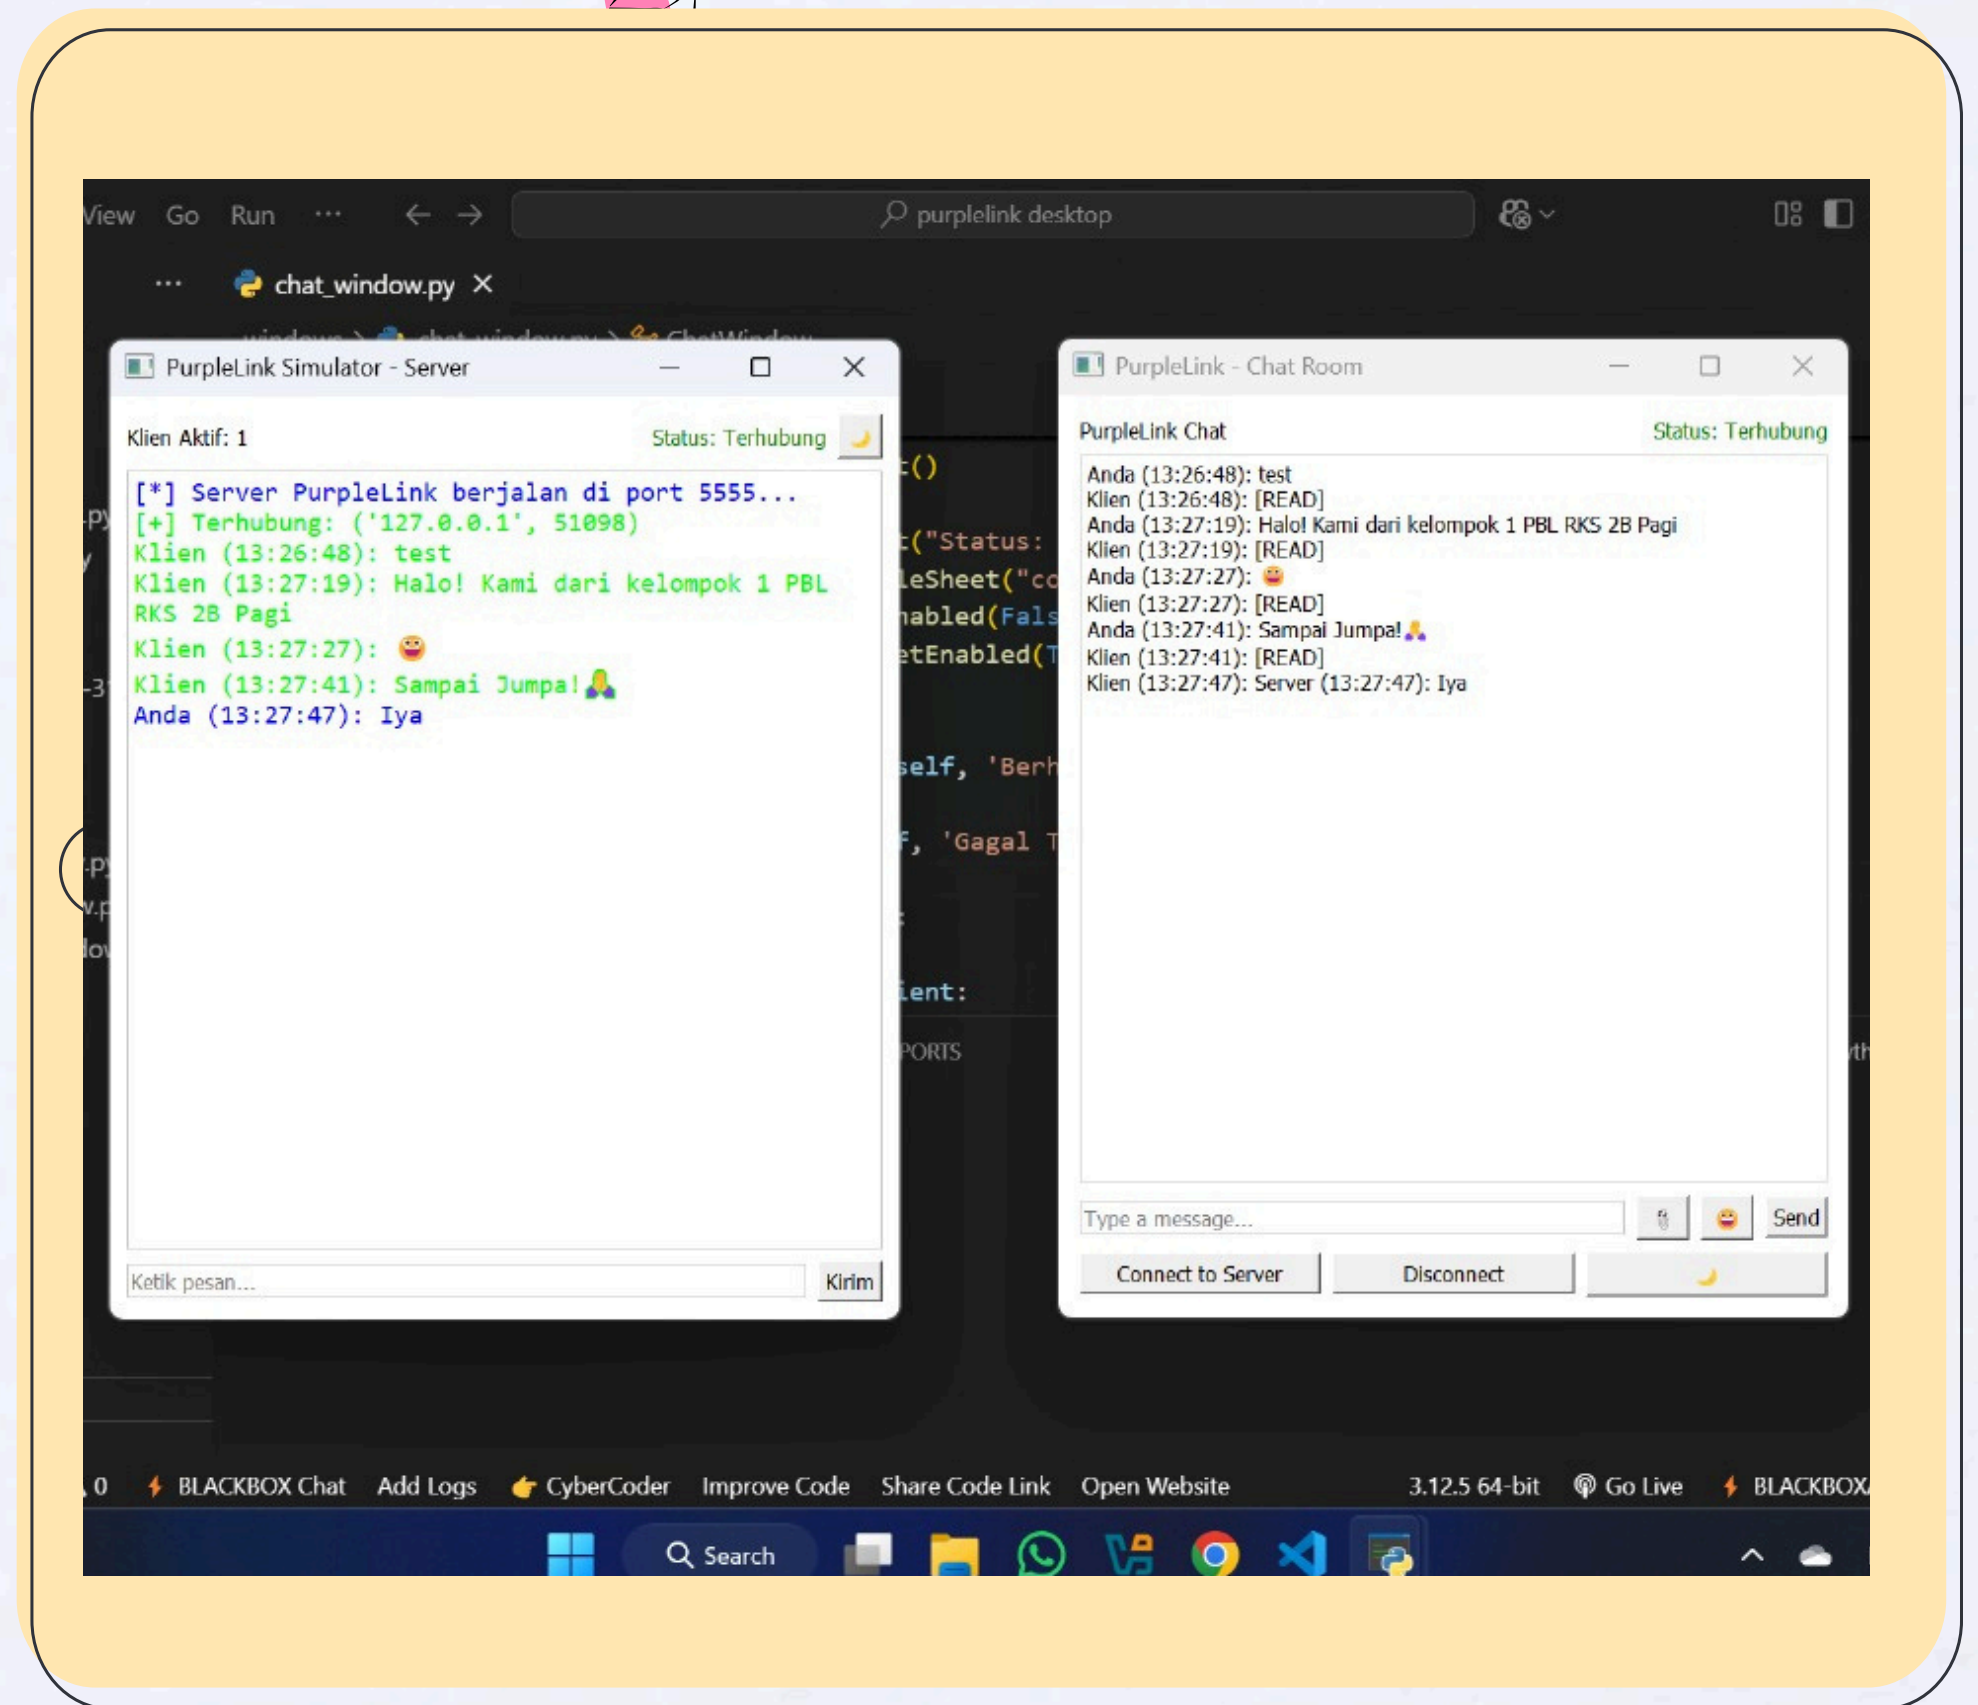 View Go Run ...
purplelink desktop
... chat_window.py
PurpleLink Simulator - Server
Klien Aktif: 1
Status: Terhubung
[*] Server PurpleLink berjalan di port 5555...
[+] Terhubung: ('127.0.0.1', 51098)
Klien (13:26:48): test
Klien (13:27:19): Halo! Kami dari kelompok 1 PBL
RKS 2B Pagi
Klien (13:27:27): 😀
Klien (13:27:41): Sampai Jumpa!🙏
Anda (13:27:47): Iya
Ketik pesan...
Kirim
t()
t("Status:
leSheet("co
nabled(Fals
etEnabled(T
self, 'Berh
f, 'Gagal T
:
ient:
PORTS
PurpleLink - Chat Room
PurpleLink Chat
Status: Terhubung
Anda (13:26:48): test
Klien (13:26:48): [READ]
Anda (13:27:19): Halo! Kami dari kelompok 1 PBL RKS 2B Pagi
Klien (13:27:19): [READ]
Anda (13:27:27): 😀
Klien (13:27:27): [READ]
Anda (13:27:41): Sampai Jumpa!🙏
Klien (13:27:41): [READ]
Klien (13:27:47): Server (13:27:47): Iya
Type a message...
Send
Connect to Server
Disconnect
0 BLACKBOX Chat Add Logs 👉 CyberCoder Improve Code Share Code Link Open Website 3.12.5 64-bit Go Live BLACKBOX
Search